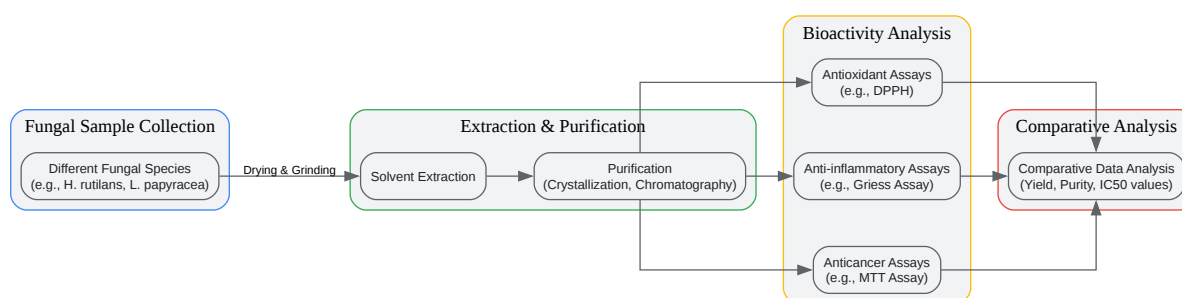 Fungal Sample Collection
Different Fungal Species
(e.g., H. rutilans, L. papyracea)
Drying & Grinding
Extraction & Purification
Solvent Extraction
Purification
(Crystallization, Chromatography)
Bioactivity Analysis
Antioxidant Assays
(e.g., DPPH)
Anti-inflammatory Assays
(e.g., Griess Assay)
Anticancer Assays
(e.g., MTT Assay)
Comparative Analysis
Comparative Data Analysis
(Yield, Purity, IC50 values)